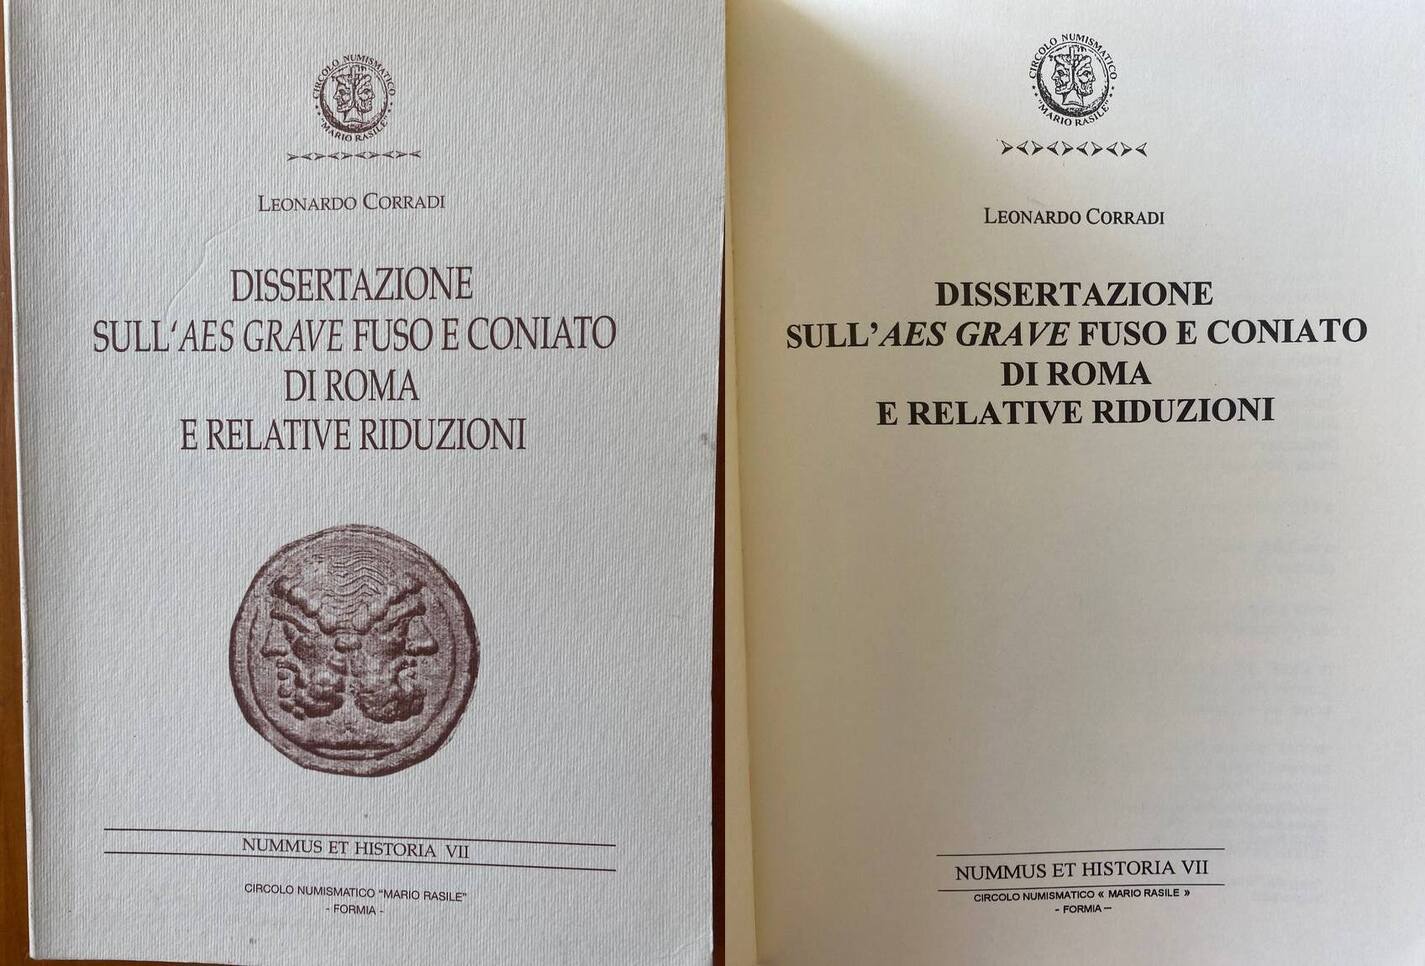 CIRCOLO NUMISMATICO
"MARIO RASILE"
LEONARDO CORRADI
DISSERTAZIONE
SULL‘AES GRAVE FUSO E CONIATO
DI ROMA
E RELATIVE RIDUZIONI
NUMMUS ET HISTORIA VII
CIRCOLO NUMISMATICO "MARIO RASILE"
- FORMIA -
CIRCOLO NUMISMATICO
"MARIO RASILE"
LEONARDO CORRADI
DISSERTAZIONE
SULL’AES GRAVE FUSO E CONIATO
DI ROMA
E RELATIVE RIDUZIONI
NUMMUS ET HISTORIA VII
CIRCOLO NUMISMATICO « MARIO RASILE »
- FORMIA –